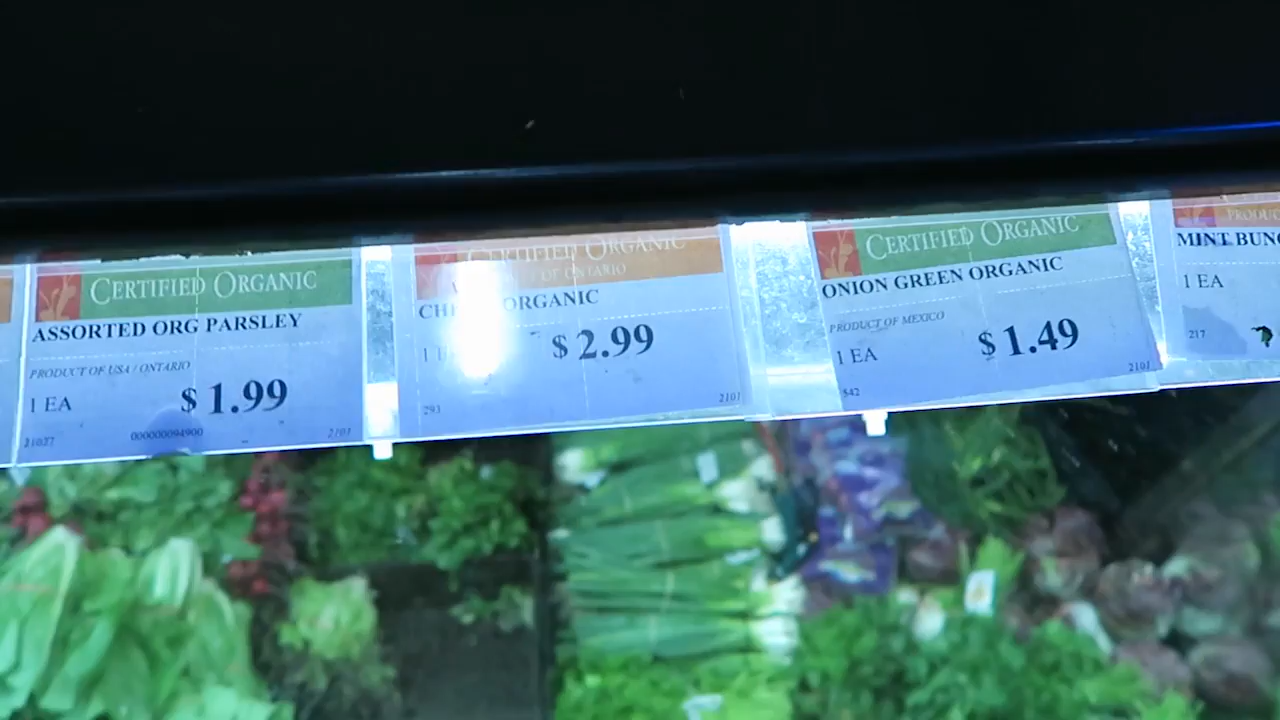 CERTIFIED ORGANIC
ASSORTED ORG PARSLEY
PRODUCT OF USA / ONTARIO
1 EA
$ 1.99
21027
000000094900
2101
CERTIFIED ORGANIC
OF ONTARIO
ORGANIC
$ 2.99
293
2101
CERTIFIED ORGANIC
ONION GREEN ORGANIC
PRODUCT OF MEXICO
1 EA
$ 1.49
542
2101
MINT
1 EA
217